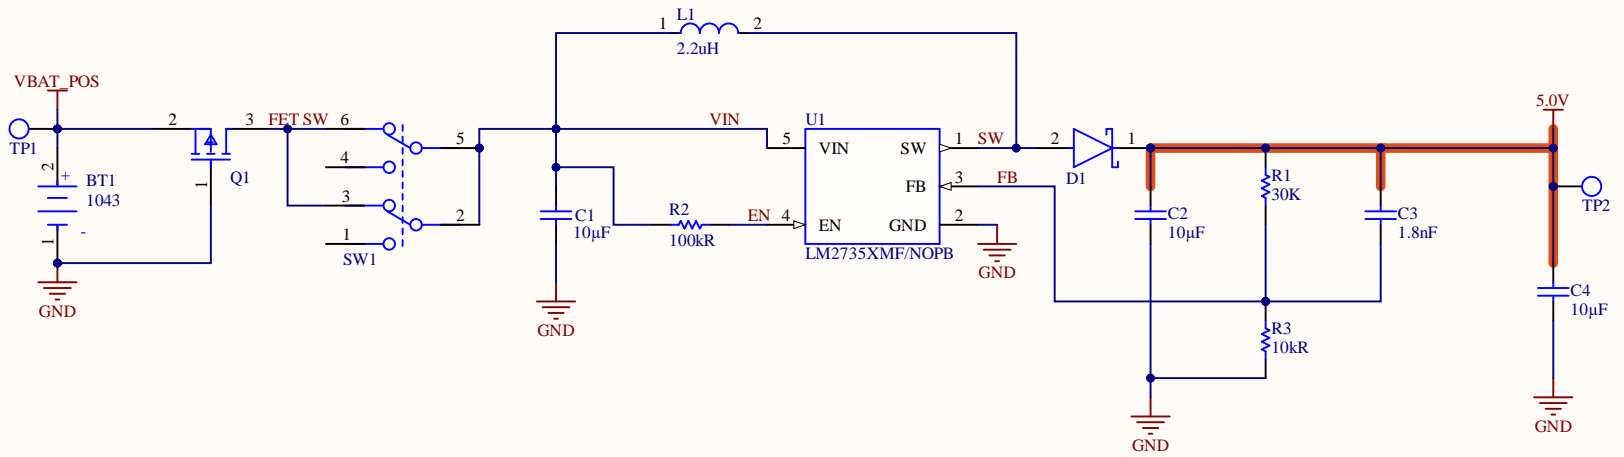 L1
1
2
2.2uH
VBAT_POS
TP1
2
3
FET SW
6
5
4
3
2
1
SW1
1
Q1
2
+
BT1
1043
-
1
GND
VIN
U1
5
VIN
SW
1
SW
FB
3
FB
EN
4
EN
GND
2
GND
LM2735XMF/NOPB
C1
10µF
GND
R2
100kR
2
1
D1
5.0V
R1
30K
C2
10µF
C3
1.8nF
TP2
R3
10kR
GND
C4
10µF
GND